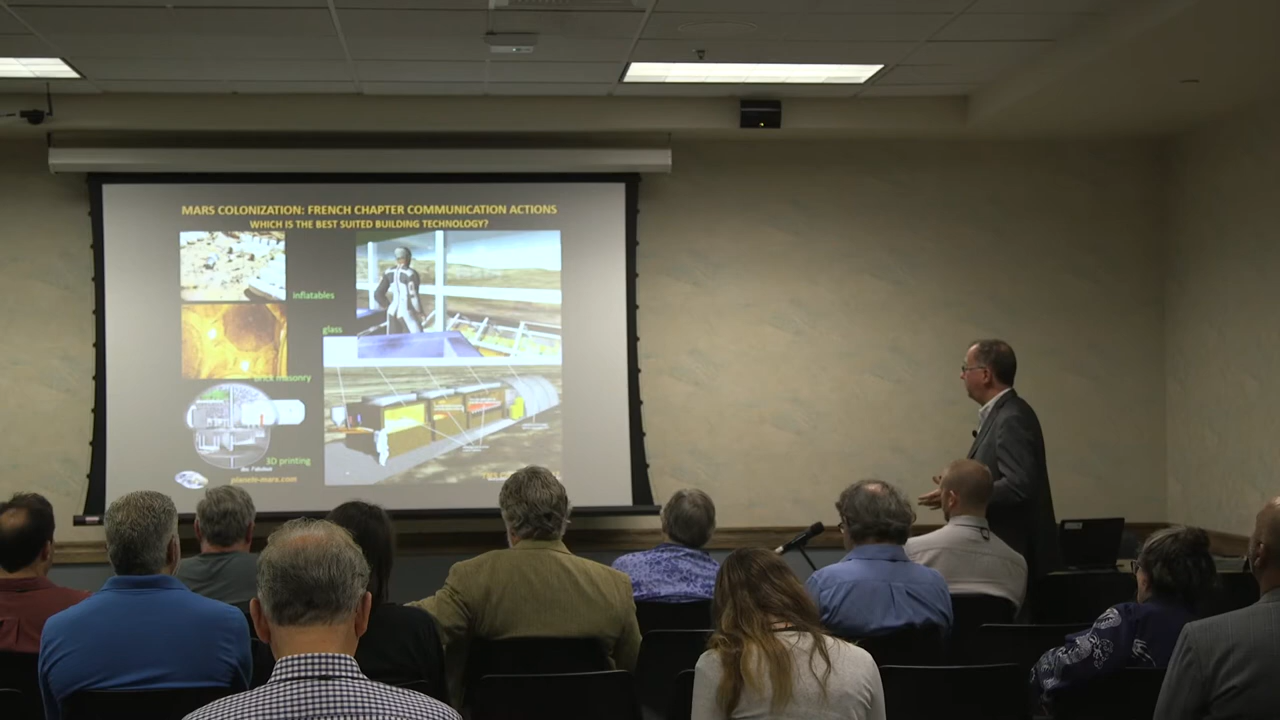 MARS COLONIZATION: FRENCH CHAPTER COMMUNICATION ACTIONS
WHICH IS THE BEST SUITED BUILDING TECHNOLOGY?
inflatables
glass
brick masonry
3D printing
planete-mars.com